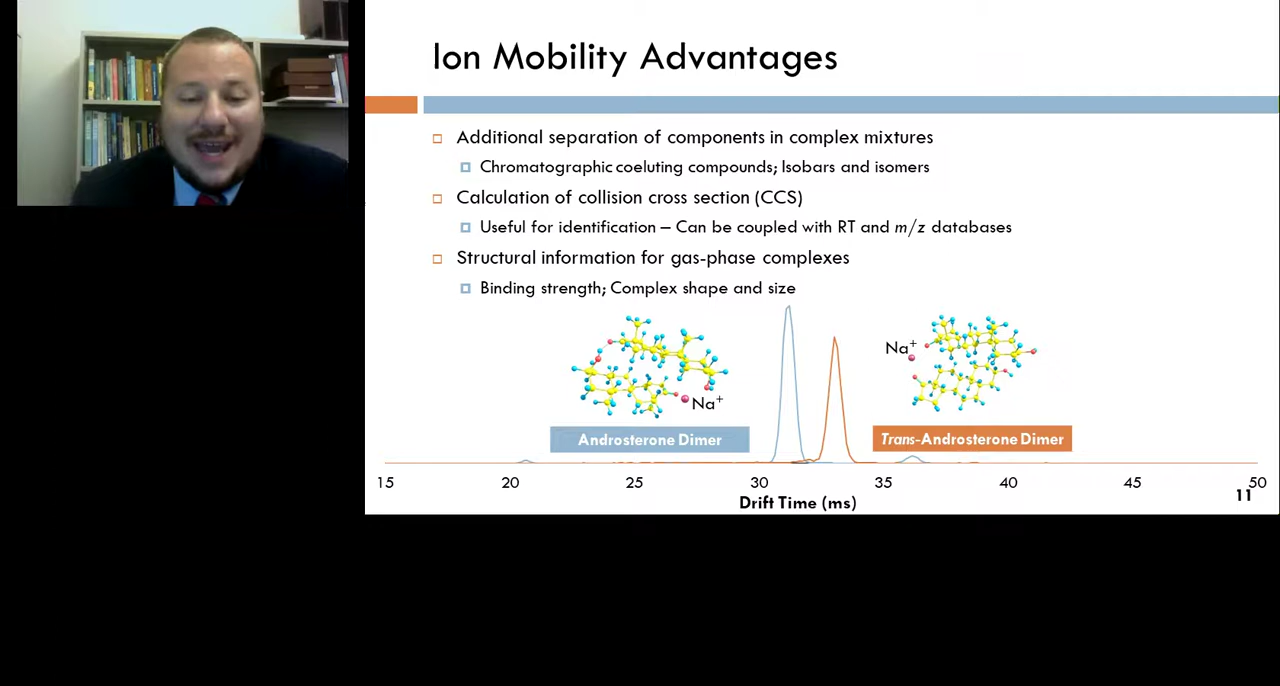 Ion Mobility Advantages
Additional separation of components in complex mixtures
Chromatographic coeluting compounds; Isobars and isomers
Calculation of collision cross section (CCS)
Useful for identification – Can be coupled with RT and m/z databases
Structural information for gas-phase complexes
Binding strength; Complex shape and size
Na⁺
Na⁺
Androsterone Dimer
Trans-Androsterone Dimer
15 20 25 30 35 40 45 50
11
Drift Time (ms)